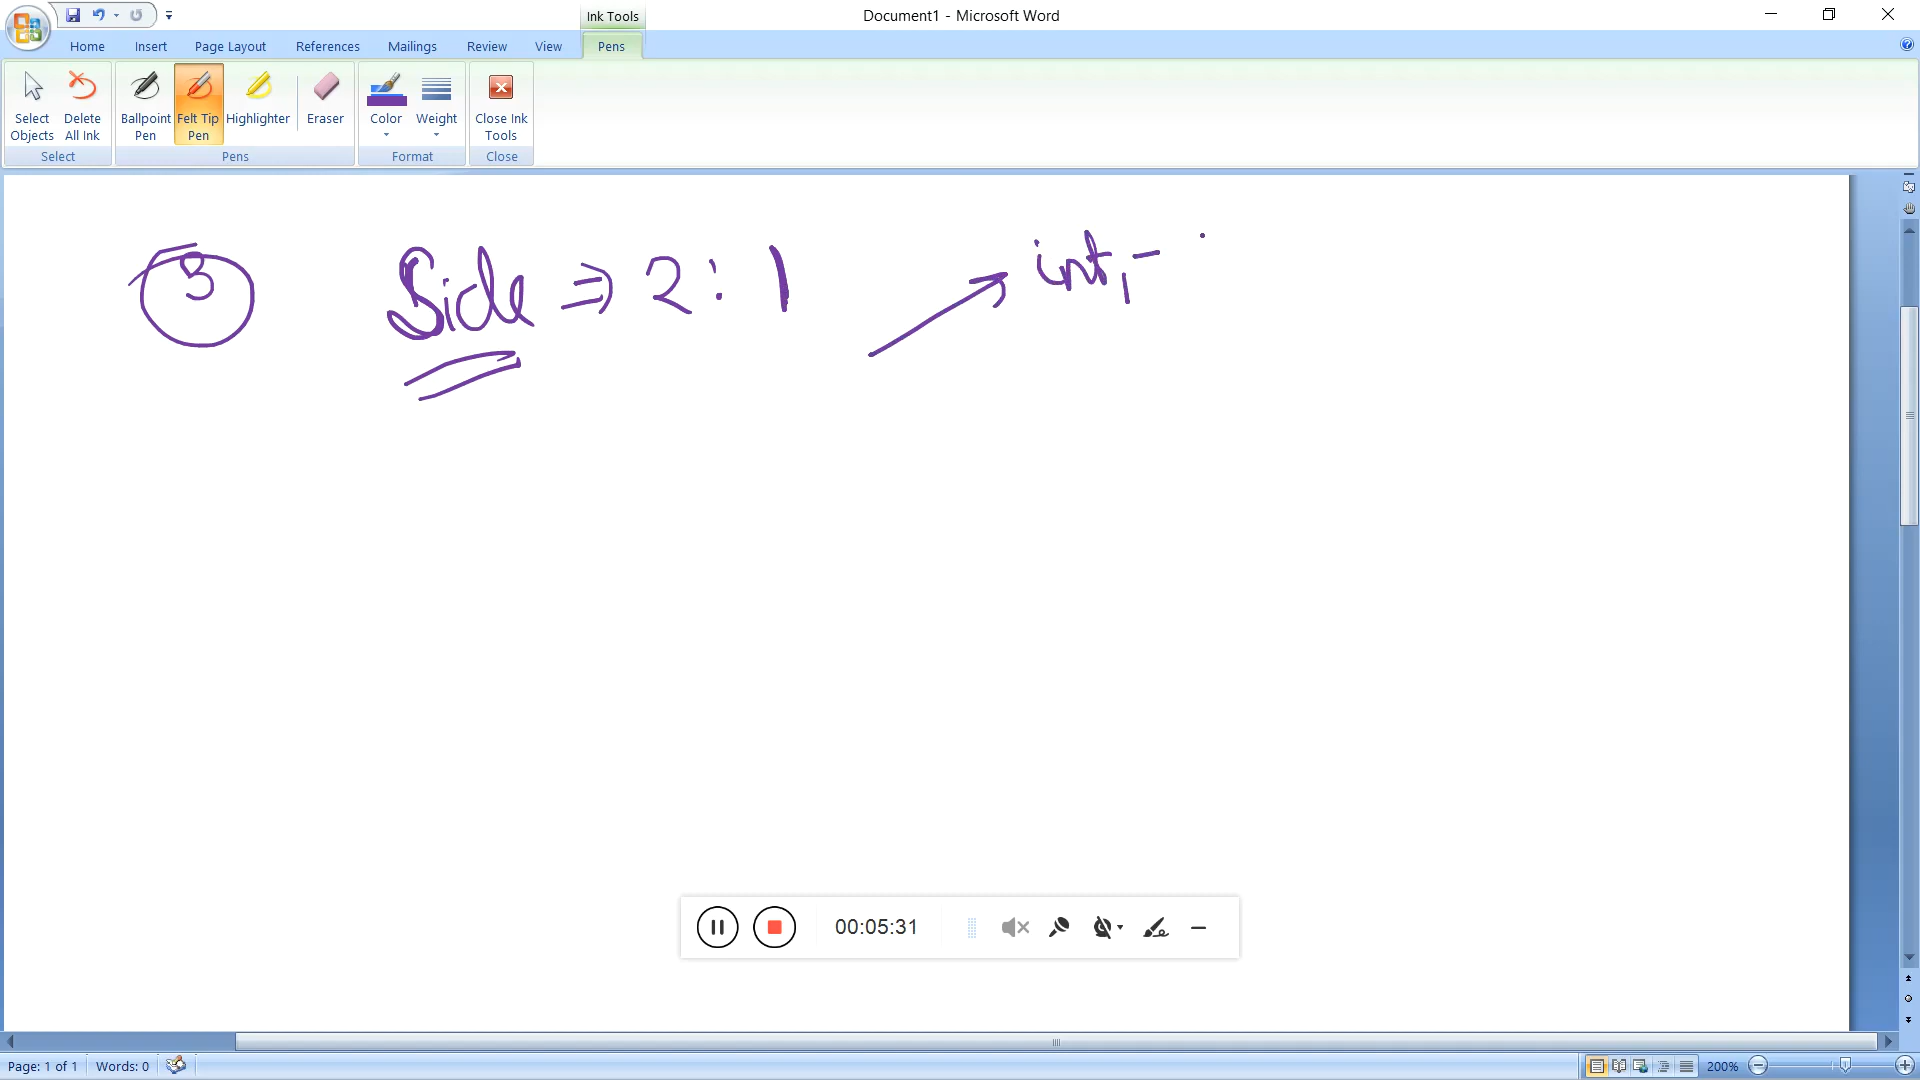 Document1 - Microsoft Word
Ink Tools
Home Insert Page Layout References Mailings Review View Pens
Select Objects
Delete All Ink
Ballpoint Pen
Felt Tip Pen
Highlighter
Eraser
Color
Weight
Close Ink Tools
Select Pens Format Close
3 Side ⇒ 2 : 1
int
00:05:31
Page: 1 of 1 Words: 0 200%